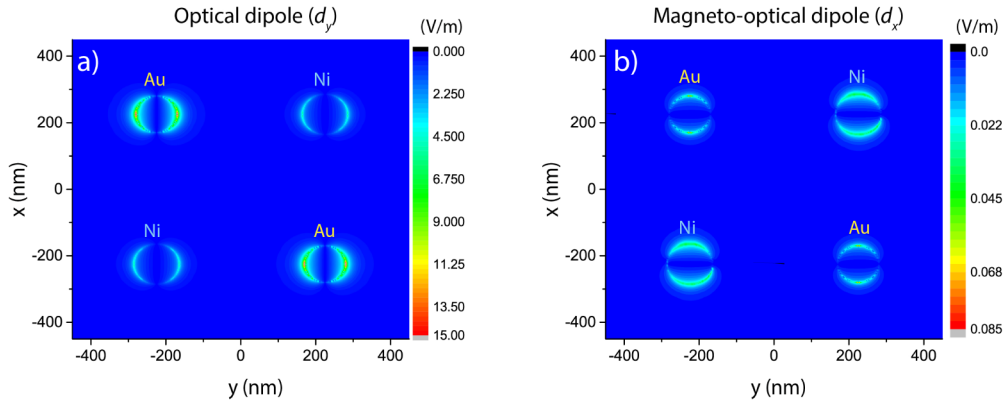 Optical dipole (d_y)
(V/m)
a)
Au
Ni
Ni
Au
400
200
0
-200
-400
x (nm)
-400
-200
0
200
400
y (nm)
0.000
2.250
4.500
6.750
9.000
11.25
13.50
15.00
Magneto-optical dipole (d_x)
(V/m)
b)
Au
Ni
Ni
Au
400
200
0
-200
-400
x (nm)
-400
-200
0
200
400
y (nm)
0.0
0.022
0.045
0.068
0.085